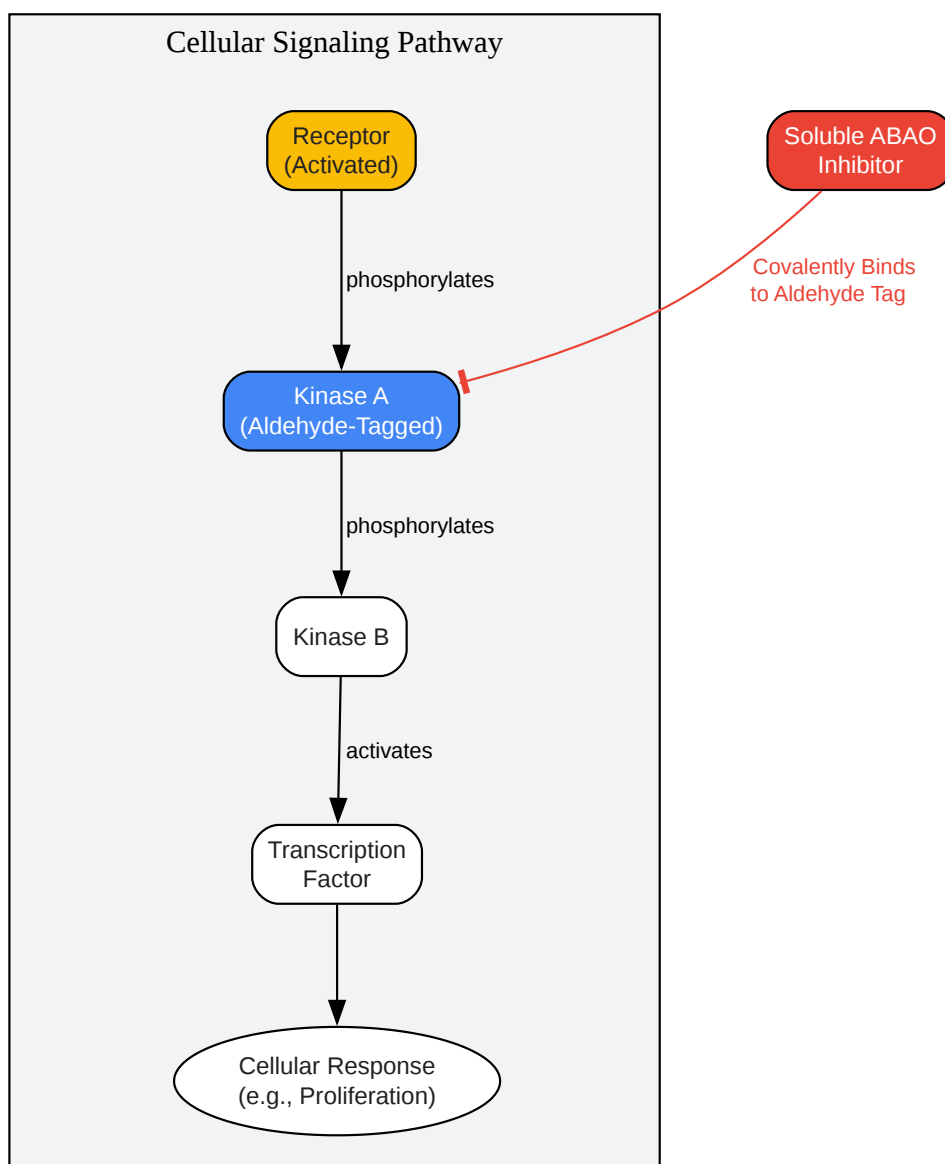 Cellular Signaling Pathway
Receptor
(Activated)
Soluble ABAO
Inhibitor
Covalently Binds
to Aldehyde Tag
phosphorylates
Kinase A
(Aldehyde-Tagged)
phosphorylates
Kinase B
activates
Transcription
Factor
Cellular Response
(e.g., Proliferation)